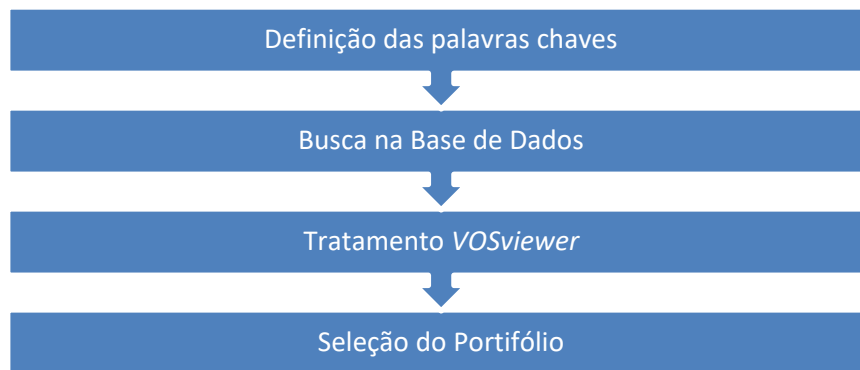 Definição das palavras chaves
Busca na Base de Dados
Tratamento VOSviewer
Seleção do Portifólio